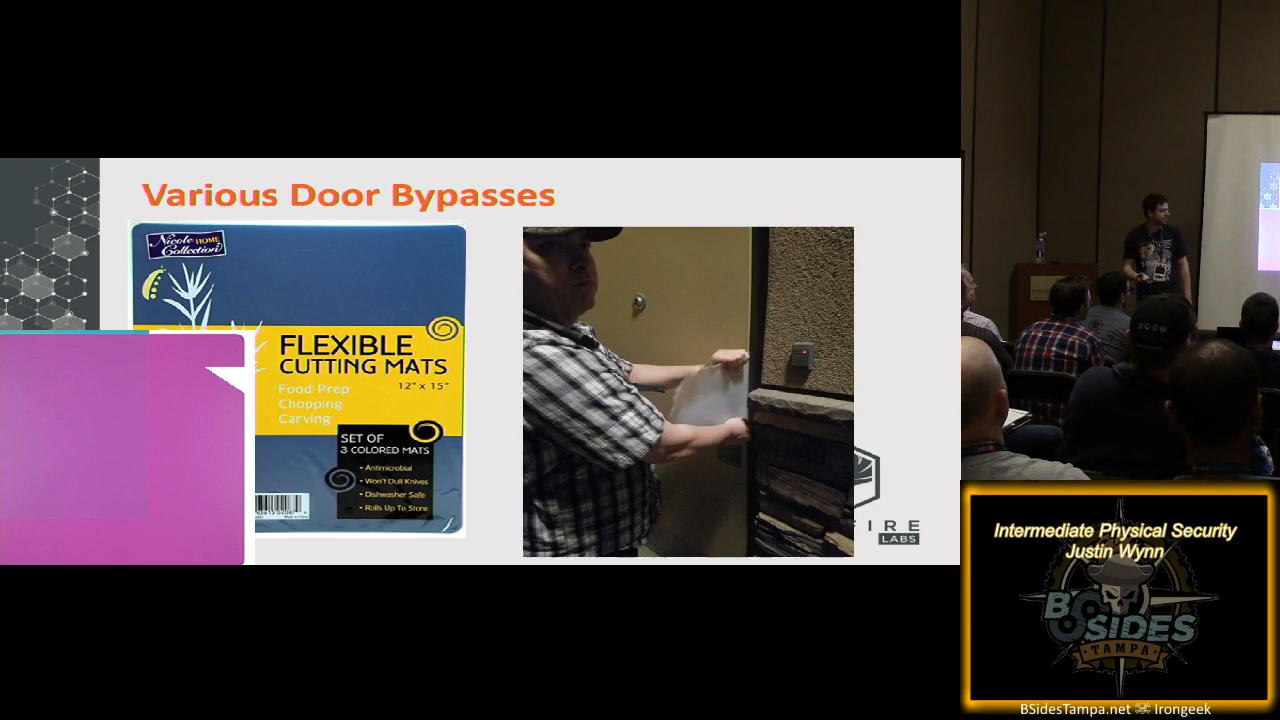 Various Door Bypasses
Nicole HOME
Collection
FLEXIBLE
CUTTING MATS
12" x 15"
Food Prep
Chopping
Carving
SET OF
3 COLORED MATS
• Antimicrobial
• Won't Dull Knives
• Dishwasher Safe
• Rolls Up To Store
FIRE
LABS
Intermediate Physical Security
Justin Wynn
BSIDES
TAMPA
BSidesTampa.net Irongeek